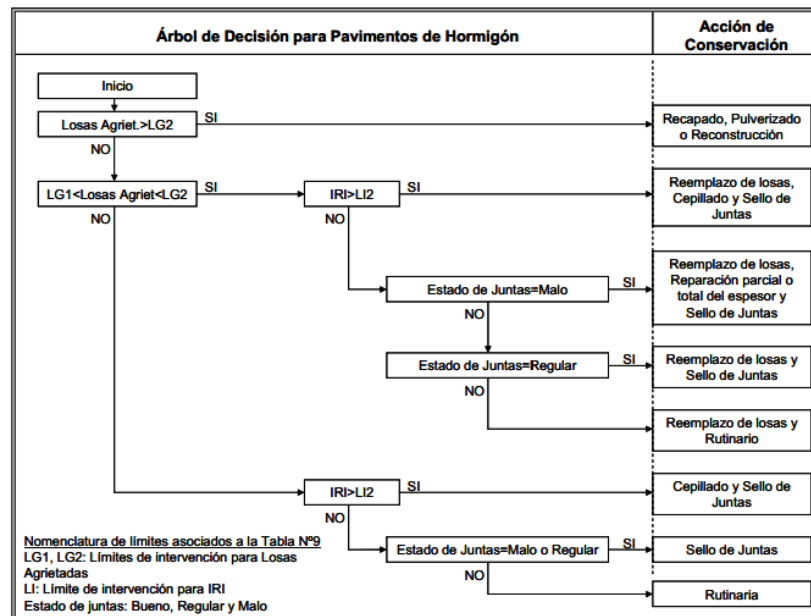 Árbol de Decisión para Pavimentos de Hormigón
Acción de
Conservación
Inicio
Losas Agriet.>LG2
SI
Recapado, Pulverizado
o Reconstrucción
NO
LG1<Losas Agriet<LG2
SI
IRI>LI2
SI
Reemplazo de losas,
Cepillado y Sello de
Juntas
NO
NO
Estado de Juntas=Malo
SI
Reemplazo de losas,
Reparación parcial o
total del espesor y
Sello de Juntas
NO
Estado de Juntas=Regular
SI
Reemplazo de losas y
Sello de Juntas
NO
Reemplazo de losas y
Rutinario
IRI>LI2
SI
Cepillado y Sello de
Juntas
NO
Estado de Juntas=Malo o Regular
SI
Sello de Juntas
NO
Rutinaria
Nomenclatura de límites asociados a la Tabla Nº9
LG1, LG2: Límites de intervención para Losas
Agrietadas
LI: Límite de intervención para IRI
Estado de juntas: Bueno, Regular y Malo